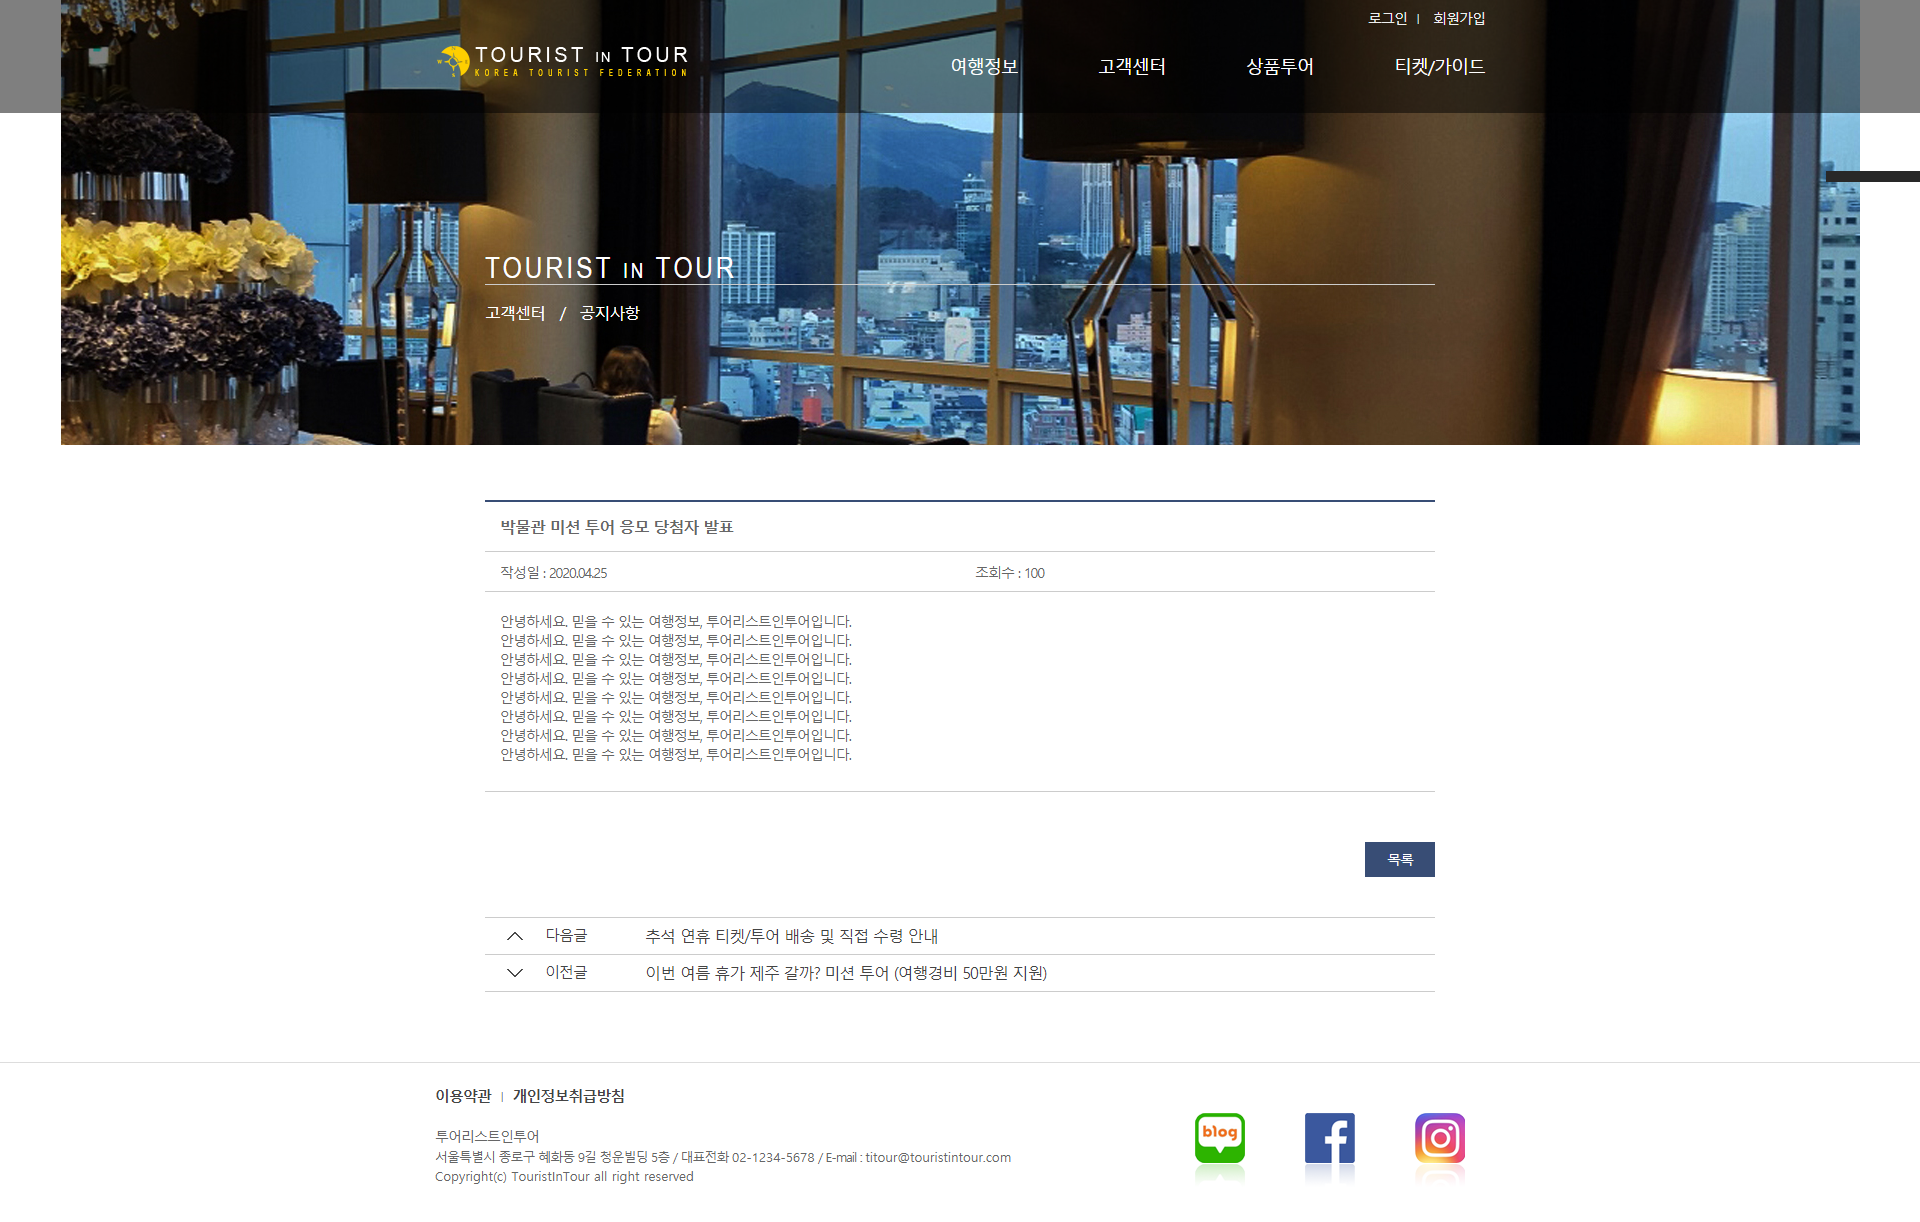 로그인 | 회원가입
TOURIST IN TOUR
KOREA TOURIST FEDERATION
여행정보 고객센터 상품투어 티켓/가이드
TOURIST IN TOUR
고객센터 / 공지사항
박물관 미션 투어 응모 당첨자 발표
작성일 : 2020.04.25 조회수 : 100
안녕하세요. 믿을 수 있는 여행정보, 투어리스트인투어입니다.
안녕하세요. 믿을 수 있는 여행정보, 투어리스트인투어입니다.
안녕하세요. 믿을 수 있는 여행정보, 투어리스트인투어입니다.
안녕하세요. 믿을 수 있는 여행정보, 투어리스트인투어입니다.
안녕하세요. 믿을 수 있는 여행정보, 투어리스트인투어입니다.
안녕하세요. 믿을 수 있는 여행정보, 투어리스트인투어입니다.
안녕하세요. 믿을 수 있는 여행정보, 투어리스트인투어입니다.
안녕하세요. 믿을 수 있는 여행정보, 투어리스트인투어입니다.
목록
다음글 추석 연휴 티켓/투어 배송 및 직접 수령 안내
이전글 이번 여름 휴가 제주 갈까? 미션 투어 (여행경비 50만원 지원)
이용약관 | 개인정보취급방침
투어리스트인투어
서울특별시 종로구 혜화동 9길 청운빌딩 5층 / 대표전화 02-1234-5678 / E-mail : titour@touristintour.com
Copyright(c) TouristInTour all right reserved
blog